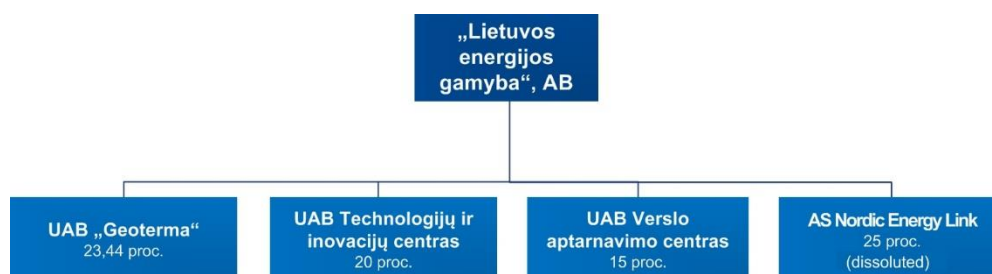 „Lietuvos
energijos
gamyba“, AB
UAB „Geoterma“
23,44 proc.
UAB Technologijų ir
inovacijų centras
20 proc.
UAB Verslo
aptarnavimo centras
15 proc.
AS Nordic Energy Link
25 proc.
(dissoluted)